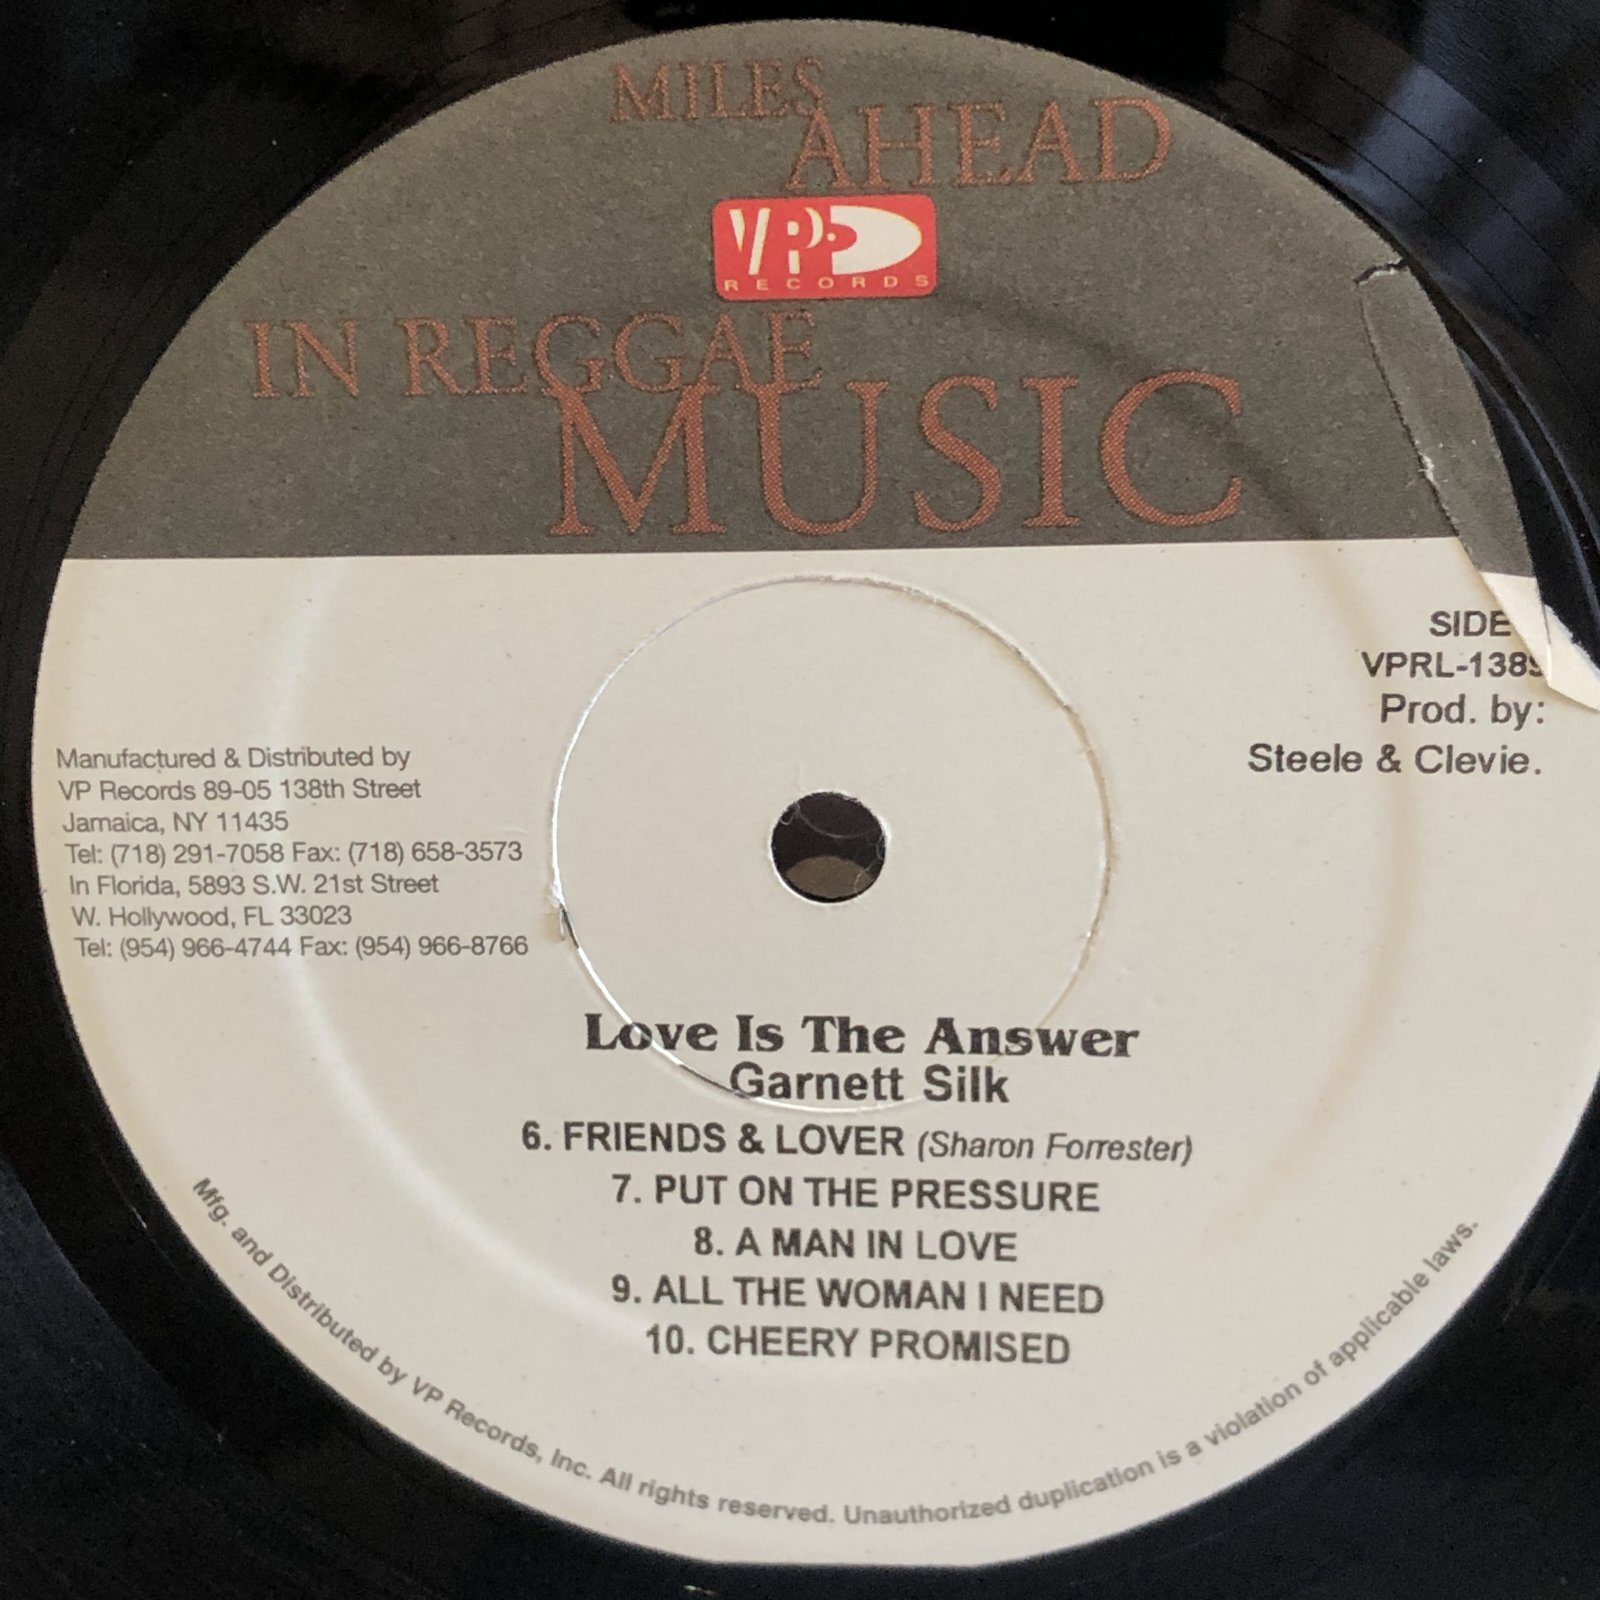 MILES
AHEAD
VP
RECORDS
IN REGGAE
MUSIC
SIDE
VPRL-1389
Prod. by:
Steele & Clevie.
Manufactured & Distributed by
VP Records 89-05 138th Street
Jamaica, NY 11435
Tel: (718) 291-7058 Fax: (718) 658-3573
In Florida, 5893 S.W. 21st Street
W. Hollywood, FL 33023
Tel: (954) 966-4744 Fax: (954) 966-8766
Love Is The Answer
Garnett Silk
6. FRIENDS & LOVER (Sharon Forrester)
7. PUT ON THE PRESSURE
8. A MAN IN LOVE
9. ALL THE WOMAN I NEED
10. CHEERY PROMISED
Mfg. and Distributed by VP Records, Inc. All rights reserved. Unauthorized duplication is a violation of applicable laws.